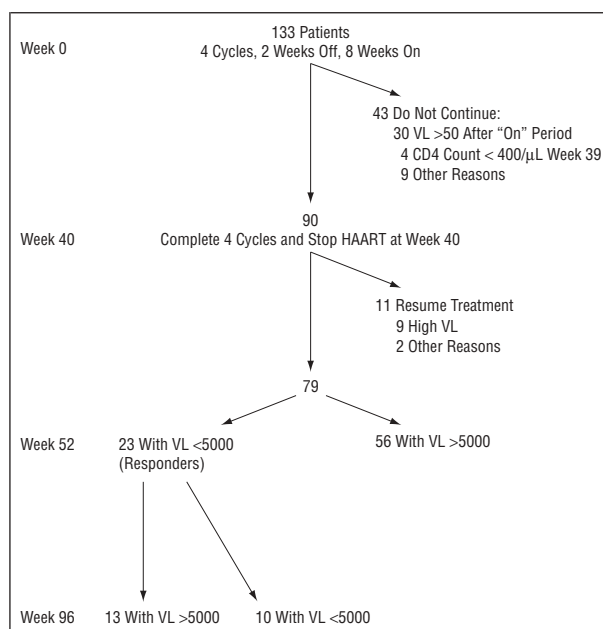 133 Patients
Week 0
4 Cycles, 2 Weeks Off, 8 Weeks On
43 Do Not Continue:
30 VL >50 After “On” Period
4 CD4 Count < 400/μL Week 39
9 Other Reasons
90
Week 40
Complete 4 Cycles and Stop HAART at Week 40
11 Resume Treatment
9 High VL
2 Other Reasons
79
Week 52
23 With VL <5000
(Responders)
56 With VL >5000
Week 96
13 With VL >5000
10 With VL <5000